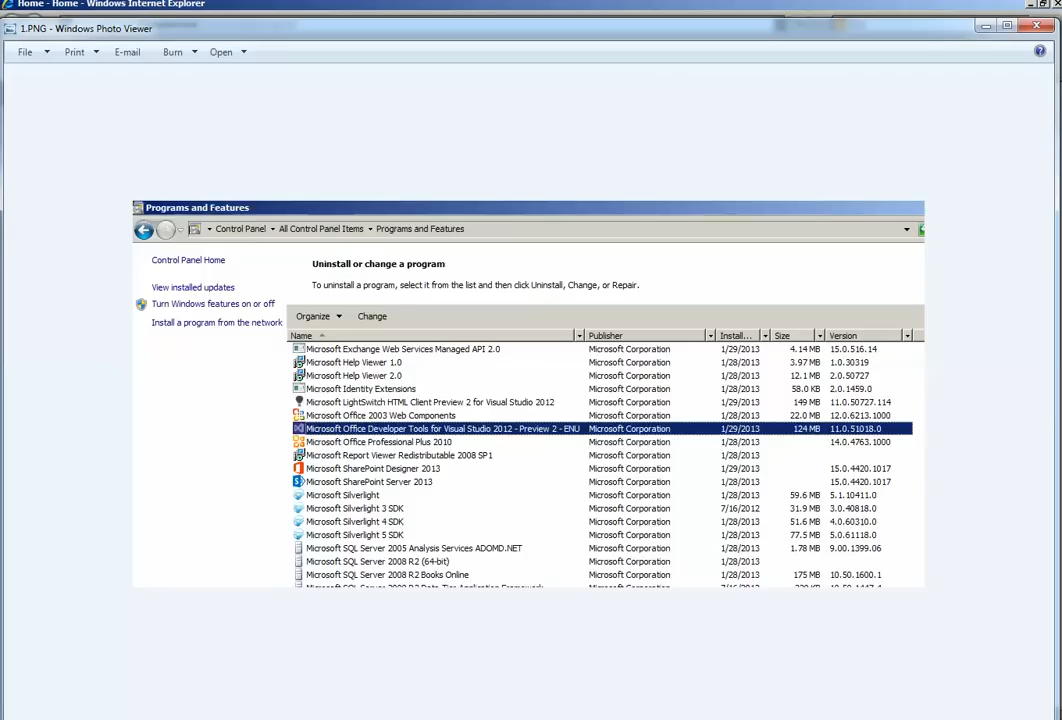 Home - Home - Windows Internet Explorer
1.PNG - Windows Photo Viewer
File Print E-mail Burn Open
Programs and Features
Control Panel All Control Panel Items Programs and Features
Control Panel Home
Uninstall or change a program
View installed updates
To uninstall a program, select it from the list and then click Uninstall, Change, or Repair.
Turn Windows features on or off
Install a program from the network
Organize Change
Name Publisher Install... Size Version
Microsoft Exchange Web Services Managed API 2.0 Microsoft Corporation 1/29/2013 4.14 MB 15.0.516.14
Microsoft Help Viewer 1.0 Microsoft Corporation 1/28/2013 3.97 MB 1.0.30319
Microsoft Help Viewer 2.0 Microsoft Corporation 1/28/2013 12.1 MB 2.0.50727
Microsoft Identity Extensions Microsoft Corporation 1/28/2013 58.0 KB 2.0.1459.0
Microsoft LightSwitch HTML Client Preview 2 for Visual Studio 2012 Microsoft Corporation 1/29/2013 149 MB 11.0.50727.114
Microsoft Office 2003 Web Components Microsoft Corporation 1/28/2013 22.0 MB 12.0.6213.1000
Microsoft Office Developer Tools for Visual Studio 2012 - Preview 2 - ENU Microsoft Corporation 1/29/2013 124 MB 11.0.51018.0
Microsoft Office Professional Plus 2010 Microsoft Corporation 1/28/2013 14.0.4763.1000
Microsoft Report Viewer Redistributable 2008 SP1 Microsoft Corporation 1/28/2013
Microsoft SharePoint Designer 2013 Microsoft Corporation 1/29/2013 15.0.4420.1017
Microsoft SharePoint Server 2013 Microsoft Corporation 1/28/2013 15.0.4420.1017
Microsoft Silverlight Microsoft Corporation 1/28/2013 59.6 MB 5.1.10411.0
Microsoft Silverlight 3 SDK Microsoft Corporation 7/16/2012 31.9 MB 3.0.40818.0
Microsoft Silverlight 4 SDK Microsoft Corporation 1/28/2013 51.6 MB 4.0.60310.0
Microsoft Silverlight 5 SDK Microsoft Corporation 1/28/2013 77.5 MB 5.0.61118.0
Microsoft SQL Server 2005 Analysis Services ADOMD.NET Microsoft Corporation 1/28/2013 1.78 MB 9.00.1399.06
Microsoft SQL Server 2008 R2 (64-bit) Microsoft Corporation 1/28/2013
Microsoft SQL Server 2008 R2 Books Online Microsoft Corporation 1/28/2013 175 MB 10.50.1600.1
Microsoft SQL Server 2008 R2 Data-Tier Application Framework Microsoft Corporation 7/16/2012